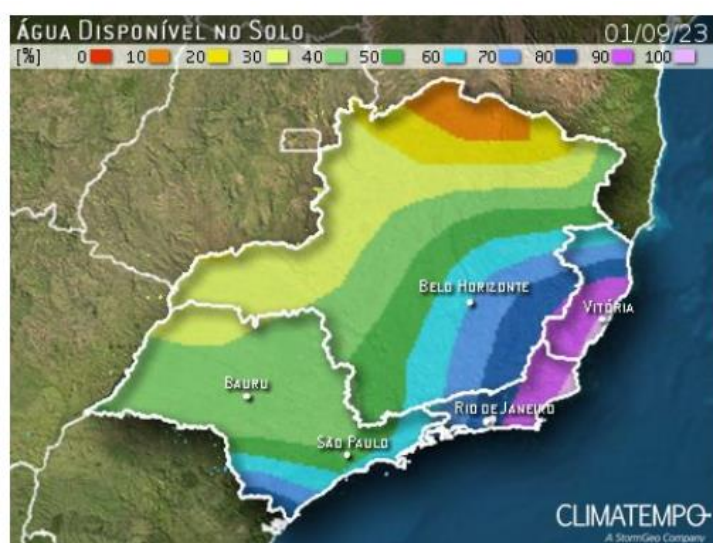 ÁGUA DISPONÍVEL NO SOLO 01/09/23
[%] 0 10 20 30 40 50 60 70 80 90 100
BELO HORIZONTE
VITÓRIA
BAURU
RIO DE JANEIRO
SÃO PAULO
CLIMATEMPO
A StormGeo Company